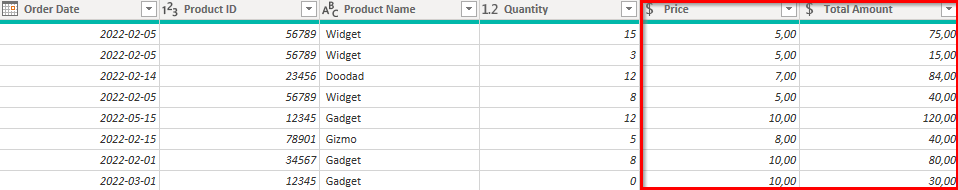 Order Date 1²3 Product ID ABC Product Name 1.2 Quantity $ Price $ Total Amount
2022-02-05 56789 Widget 15 5,00 75,00
2022-02-05 56789 Widget 3 5,00 15,00
2022-02-14 23456 Doodad 12 7,00 84,00
2022-02-05 56789 Widget 8 5,00 40,00
2022-05-15 12345 Gadget 12 10,00 120,00
2022-02-15 78901 Gizmo 5 8,00 40,00
2022-02-01 34567 Gadget 8 10,00 80,00
2022-03-01 12345 Gadget 0 10,00 30,00